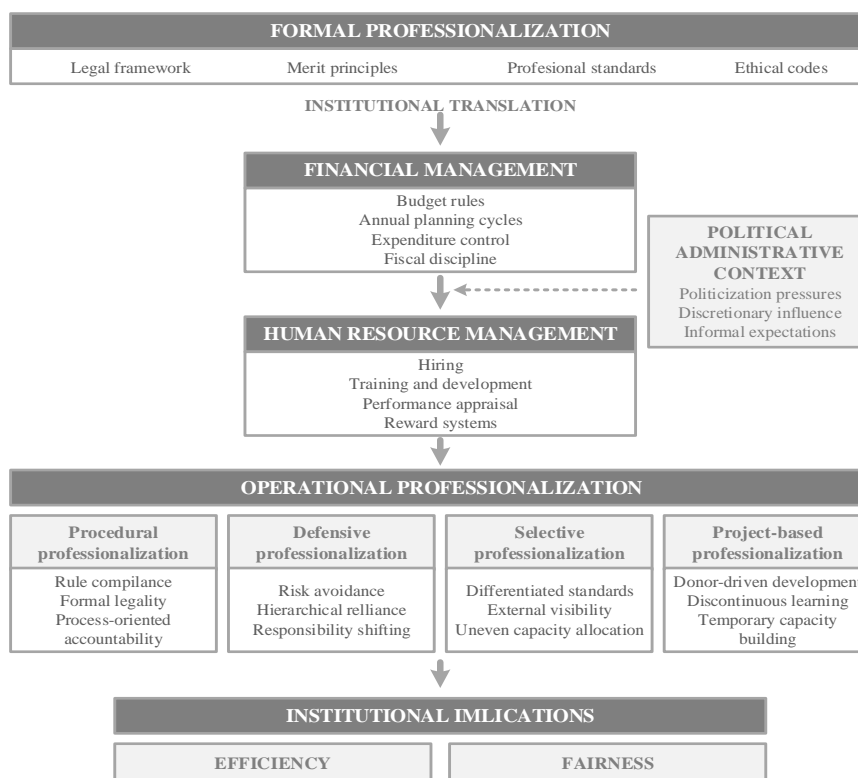 FORMAL PROFESSIONALIZATION
Legal framework
Merit principles
Profesional standards
Ethical codes
INSTITUTIONAL TRANSLATION
FINANCIAL MANAGEMENT
Budget rules
Annual planning cycles
Expenditure control
Fiscal discipline
POLITICAL
ADMINISTRATIVE
CONTEXT
Politicization pressures
Discretionary influence
Informal expectations
HUMAN RESOURCE MANAGEMENT
Hiring
Training and development
Performance appraisal
Reward systems
OPERATIONAL PROFESSIONALIZATION
Procedural
professionalization
Rule compilance
Formal legality
Process-oriented
accountability
Defensive
professionalization
Risk avoidance
Hierarchical relliance
Responsibility shifting
Selective
professionalization
Differentiated standards
External visibility
Uneven capacity allocation
Project-based
professionalization
Donor-driven development
Discontinuous learning
Temporary capacity
building
INSTITUTIONAL IMLICATIONS
EFFICIENCY
FAIRNESS